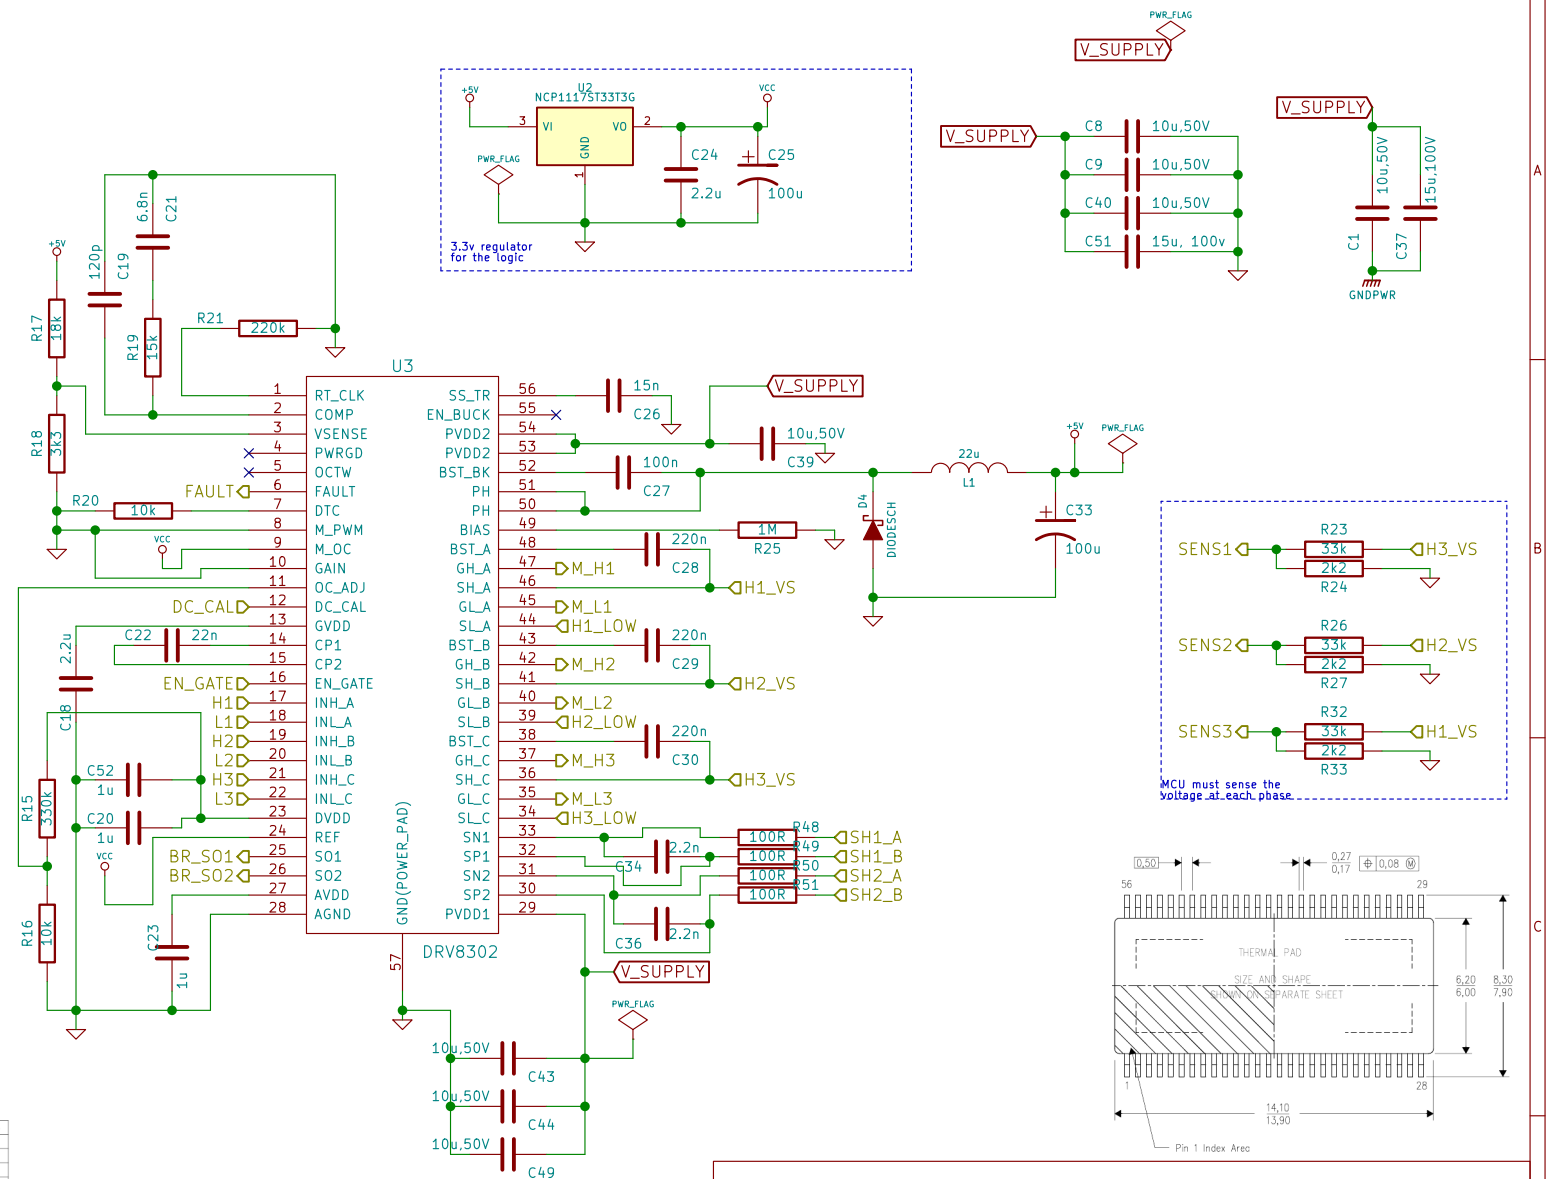 PWR_FLAG
V_SUPPLY
U2
NCP1117ST33T3G
+5V
VCC
3
VI
VO
2
GND
1
PWR_FLAG
C24
2.2u
C25
100u
3.3v regulator
for the logic
V_SUPPLY
C8
10u,50V
C9
10u,50V
C40
10u,50V
C51
15u, 100v
V_SUPPLY
10u,50V
C1
15u,100V
C37
GNDPWR
A
B
C
+5V
R17
18k
R18
3k3
120p
C19
6.8n
C21
R19
15k
R21
220k
R20
10k
VCC
FAULT
DC_CAL
C22
22n
2.2u
C18
EN_GATE
H1
L1
H2
L2
H3
L3
C52
1u
C20
1u
VCC
BR_SO1
BR_SO2
R15
330k
R16
10k
C23
1u
U3
1
RT_CLK
2
COMP
3
VSENSE
4
PWRGD
5
OCTW
6
FAULT
7
DTC
8
M_PWM
9
M_OC
10
GAIN
11
OC_ADJ
12
DC_CAL
13
GVDD
14
CP1
15
CP2
16
EN_GATE
17
INH_A
18
INL_A
19
INH_B
20
INL_B
21
INH_C
22
INL_C
23
DVDD
24
REF
25
SO1
26
SO2
27
AVDD
28
AGND
SS_TR
56
EN_BUCK
55
PVDD2
54
PVDD2
53
BST_BK
52
PH
51
PH
50
BIAS
49
BST_A
48
GH_A
47
SH_A
46
GL_A
45
SL_A
44
BST_B
43
GH_B
42
SH_B
41
GL_B
40
SL_B
39
BST_C
38
GH_C
37
SH_C
36
GL_C
35
SL_C
34
SN1
33
SP1
32
SN2
31
SP2
30
PVDD1
29
GND(POWER_PAD)
57
DRV8302
15n
C26
V_SUPPLY
10u,50V
C39
100n
C27
22u
L1
+5V
PWR_FLAG
D4
DIODESCH
C33
100u
1M
R25
220n
C28
M_H1
H1_VS
M_L1
H1_LOW
220n
C29
M_H2
H2_VS
M_L2
H2_LOW
220n
C30
M_H3
H3_VS
M_L3
H3_LOW
R48
100R
SH1_A
R49
100R
SH1_B
R50
100R
SH2_A
R51
100R
SH2_B
2.2n
C34
C36
2.2n
V_SUPPLY
PWR_FLAG
10u,50V
C43
10u,50V
C44
10u,50V
C49
SENS1
R23
33k
2k2
R24
H3_VS
SENS2
R26
33k
2k2
R27
H2_VS
SENS3
R32
33k
2k2
R33
H1_VS
MCU must sense the
voltage at each phase
0,50
0,27
0,17
0,08 Ⓜ
56
29
THERMAL PAD
SIZE AND SHAPE
SHOWN ON SEPARATE SHEET
6,20
6,00
8,30
7,90
1
28
14,10
13,90
Pin 1 Index Area